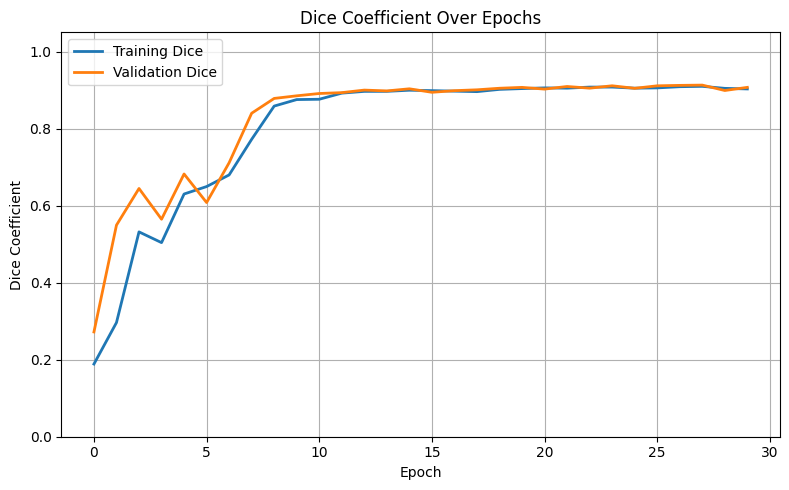 Dice Coefficient Over Epochs
Training Dice
Validation Dice
Dice Coefficient
1.0
0.8
0.6
0.4
0.2
0.0
0 5 10 15 20 25 30
Epoch